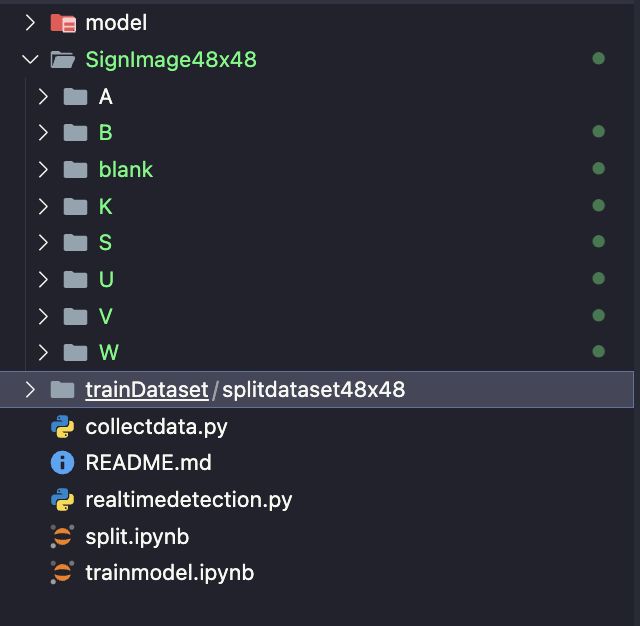 model
SignImage48x48
A
B
blank
K
S
U
V
W
trainDataset/splitdataset48x48
collectdata.py
README.md
realtimedetection.py
split.ipynb
trainmodel.ipynb